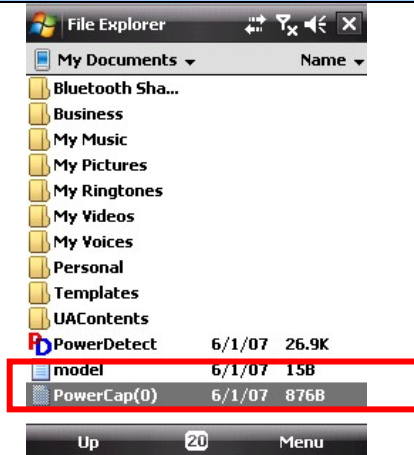 File Explorer
My Documents Name
Bluetooth Sha...
Business
My Music
My Pictures
My Ringtones
My Videos
My Voices
Personal
Templates
UAContents
PowerDetect 6/1/07 26.9K
model 6/1/07 15B
PowerCap(0) 6/1/07 876B
Up 20 Menu